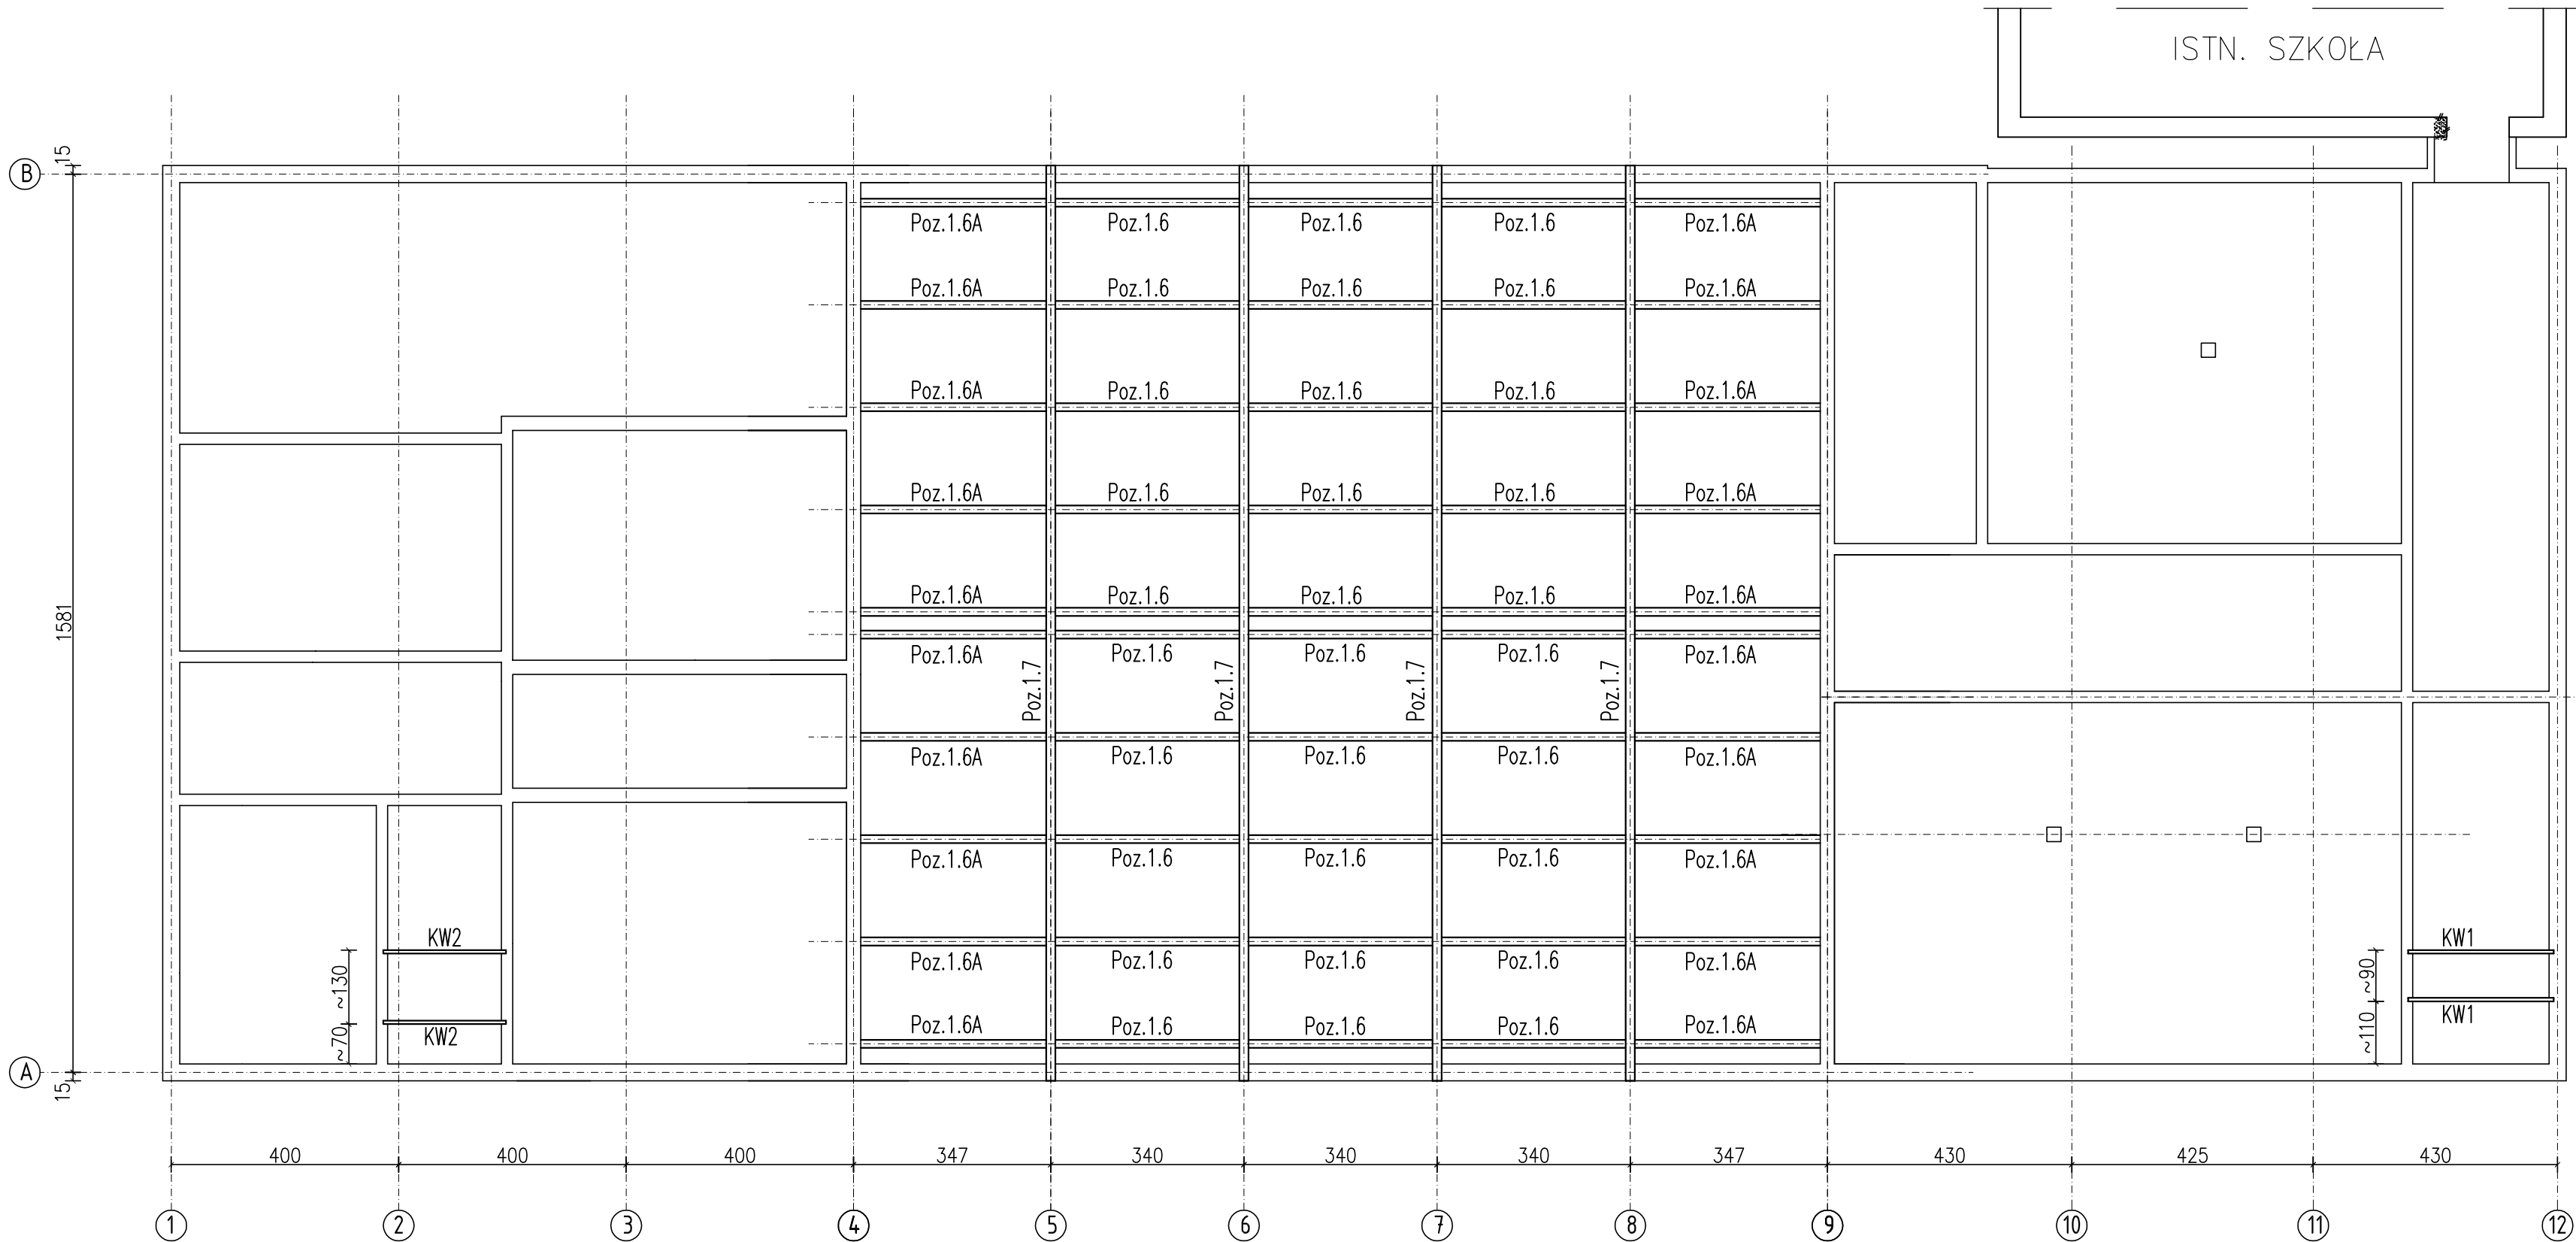 ISTN. SZKOŁA
15
B
Poz.1.6A Poz.1.6 Poz.1.6 Poz.1.6 Poz.1.6A
Poz.1.6A Poz.1.6 Poz.1.6 Poz.1.6 Poz.1.6A
Poz.1.6A Poz.1.6 Poz.1.6 Poz.1.6 Poz.1.6A
Poz.1.6A Poz.1.6 Poz.1.6 Poz.1.6 Poz.1.6A
Poz.1.6A Poz.1.6 Poz.1.6 Poz.1.6 Poz.1.6A
1581
Poz.1.6A Poz.1.6 Poz.1.6 Poz.1.6 Poz.1.6A
Poz.1.7 Poz.1.7 Poz.1.7 Poz.1.7
Poz.1.6A Poz.1.6 Poz.1.6 Poz.1.6 Poz.1.6A
Poz.1.6A Poz.1.6 Poz.1.6 Poz.1.6 Poz.1.6A
KW2 KW1
Poz.1.6A Poz.1.6 Poz.1.6 Poz.1.6 Poz.1.6A
~130 ~90
KW1
Poz.1.6A Poz.1.6 Poz.1.6 Poz.1.6 Poz.1.6A
KW2
~70 ~110
A
15
400 400 400 347 340 340 340 347 430 425 430
1 2 3 4 5 6 7 8 9 10 11 12